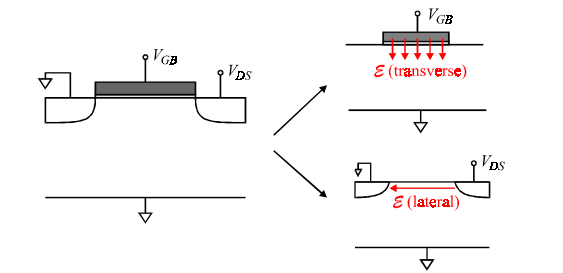 V_GB
V_DS
V_GB
ℰ (transverse)
V_DS
ℰ (lateral)